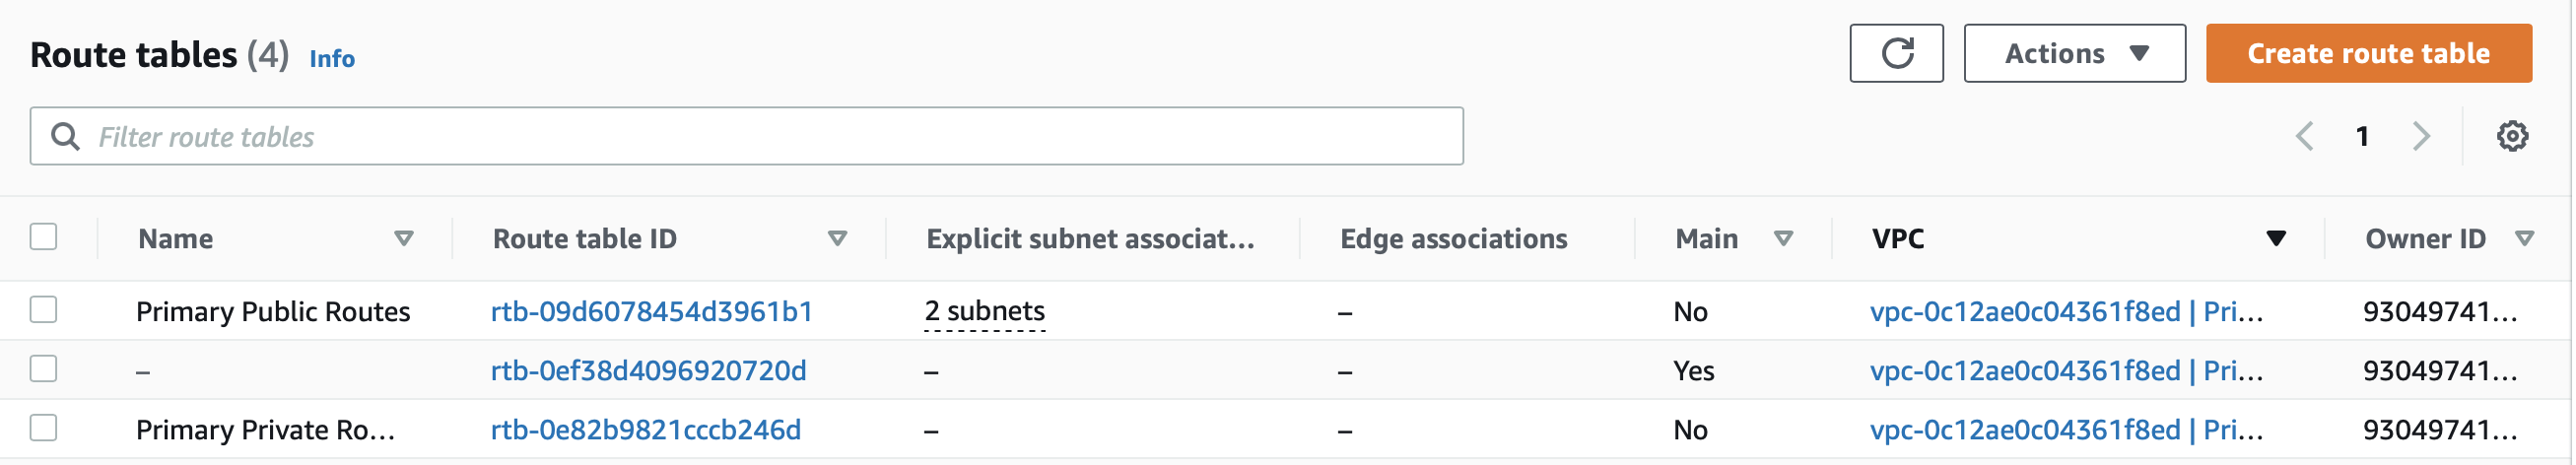 Route tables (4) Info Actions Create route table
Filter route tables 1
Name Route table ID Explicit subnet associat... Edge associations Main VPC Owner ID
Primary Public Routes rtb-09d6078454d3961b1 2 subnets – No vpc-0c12ae0c04361f8ed | Pri... 93049741...
– rtb-0ef38d4096920720d – – Yes vpc-0c12ae0c04361f8ed | Pri... 93049741...
Primary Private Ro... rtb-0e82b9821cccb246d – – No vpc-0c12ae0c04361f8ed | Pri... 93049741...